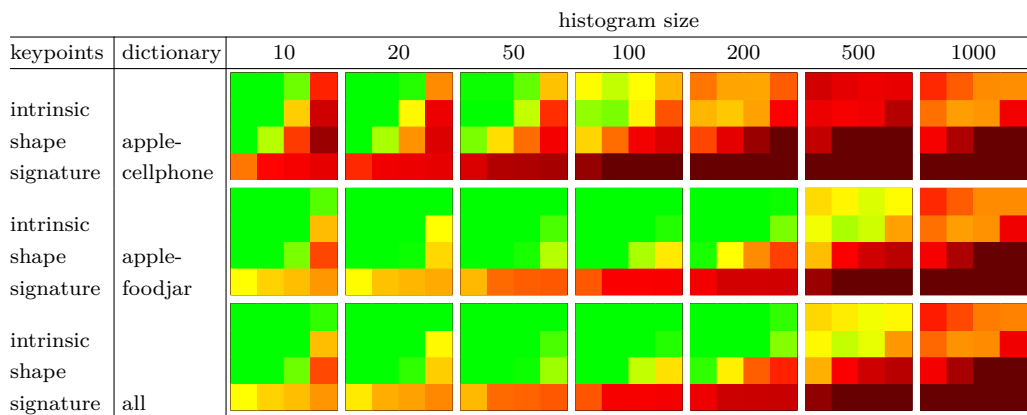 histogram size
keypoints dictionary 10 20 50 100 200 500 1000
intrinsic
shape apple-
signature cellphone
intrinsic
shape apple-
signature foodjar
intrinsic
shape
signature all